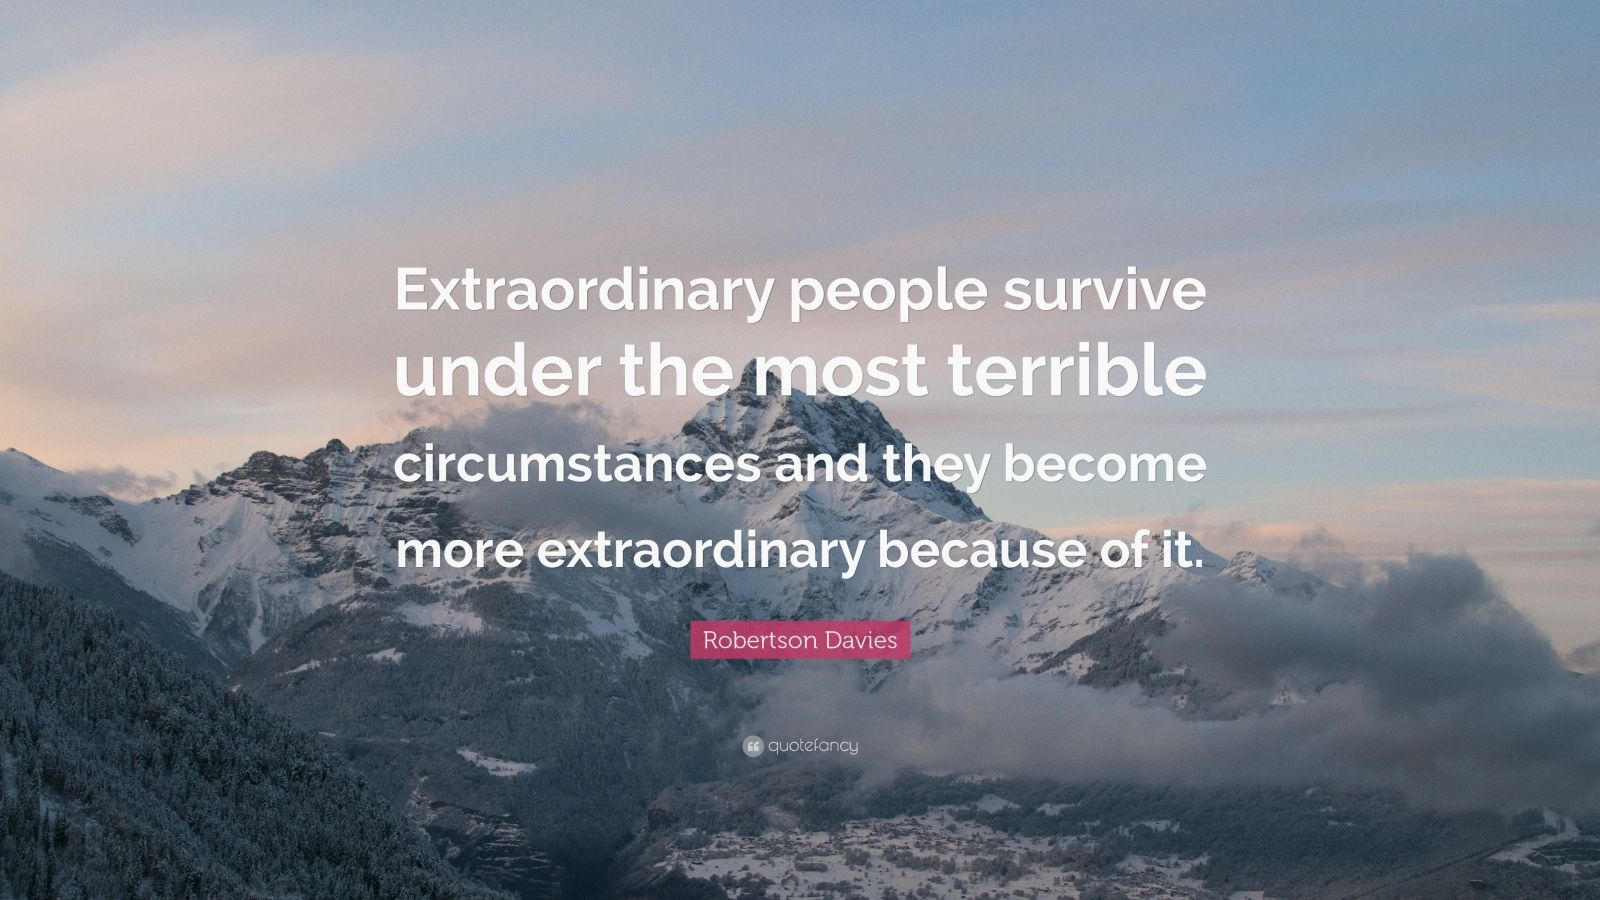 Extraordinary people survive
under the most terrible
circumstances and they become
more extraordinary because of it.
Robertson Davies
quotefancy